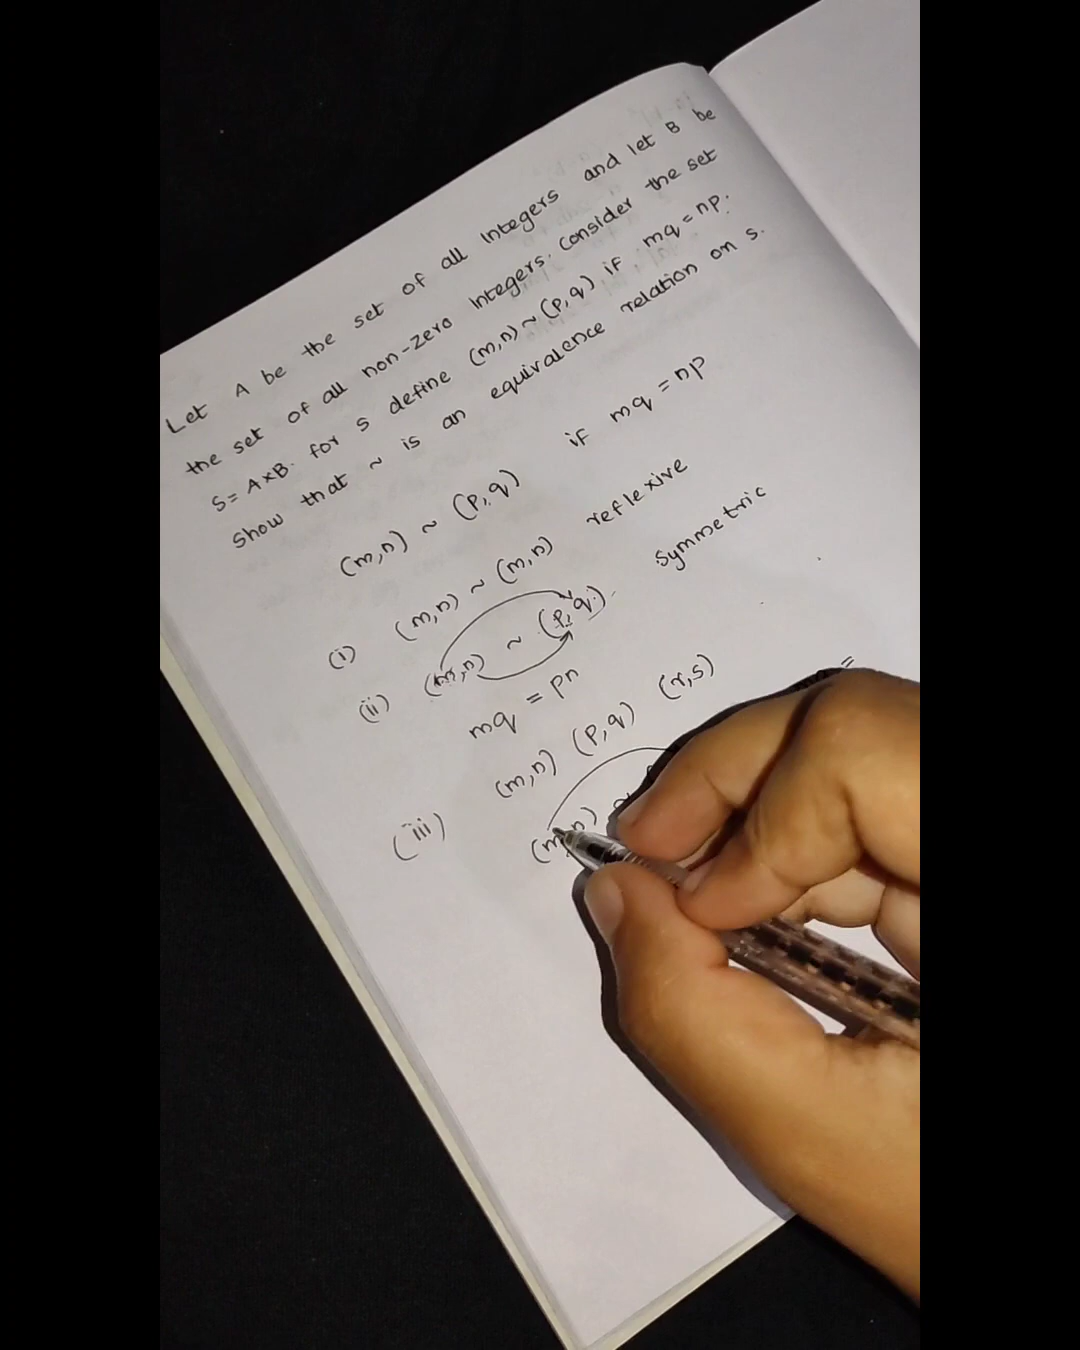 Let A be the set of all Integers and let B be
the set of all non-zero Integers. Consider the set
S = A×B. for S define (m,n) ~ (p,q) if mq = np.
Show that ~ is an equivalence relation on S.
(m,n) ~ (p,q) if mq = np
(i) (m,n) ~ (m,n) reflexive
(ii) (m,n) ~ (p,q). symmetric
mq = pn
(iii) (m,n) (p,q) (r,s)
(m,n) ~
=